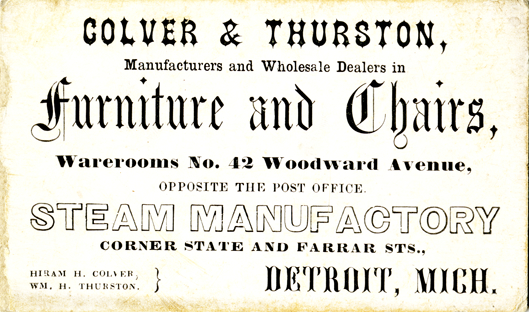 COLVER & THURSTON,
Manufacturers and Wholesale Dealers in
Furniture and Chairs,
Warerooms No. 42 Woodward Avenue,
OPPOSITE THE POST OFFICE.
STEAM MANUFACTORY
CORNER STATE AND FARRAR STS.,
HIRAM H. COLVER,
WM. H. THURSTON. }
DETROIT, MICH.